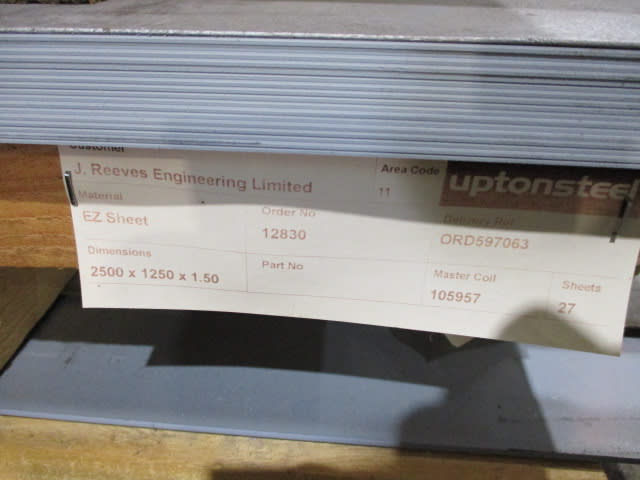 Customer
J. Reeves Engineering Limited
Area Code
11
uptonsteel
Material
EZ Sheet
Order No
12830
Delivery Ref
ORD597063
Dimensions
2500 x 1250 x 1.50
Part No
Master Coil
105957
Sheets
27